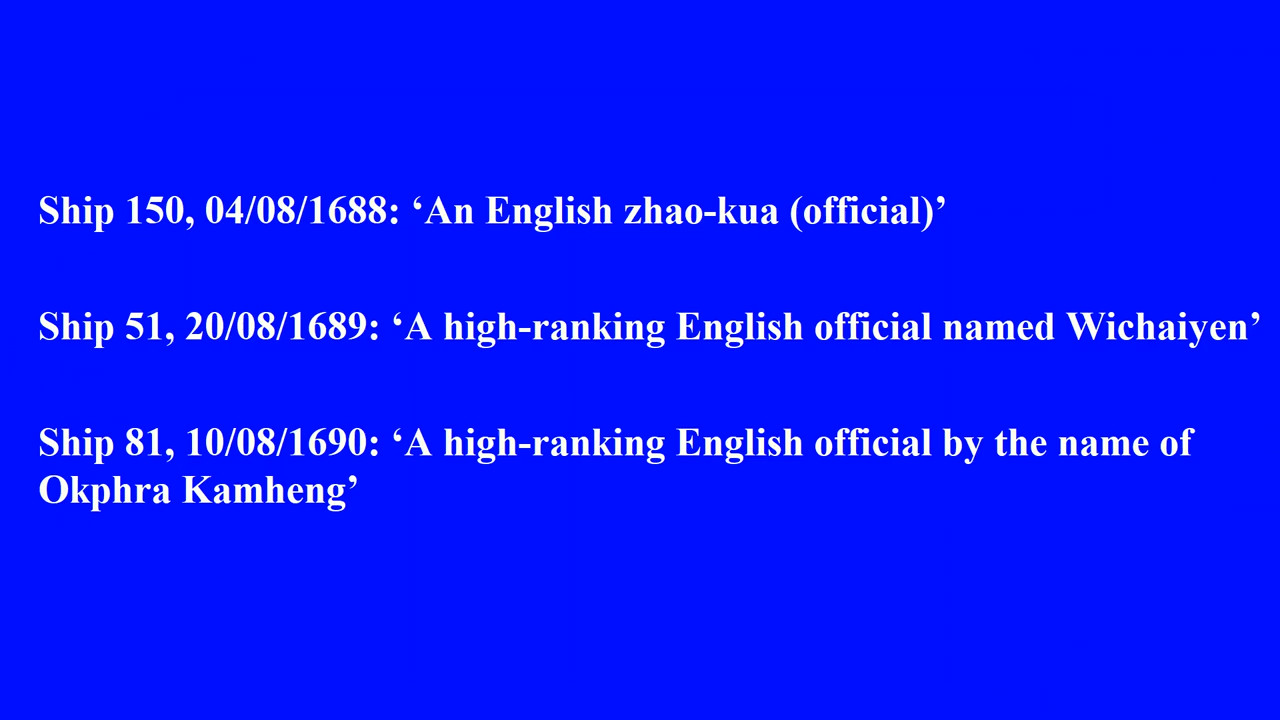 Ship 150, 04/08/1688: ‘An English zhao-kua (official)’
Ship 51, 20/08/1689: ‘A high-ranking English official named Wichaiyen’
Ship 81, 10/08/1690: ‘A high-ranking English official by the name of
Okphra Kamheng’